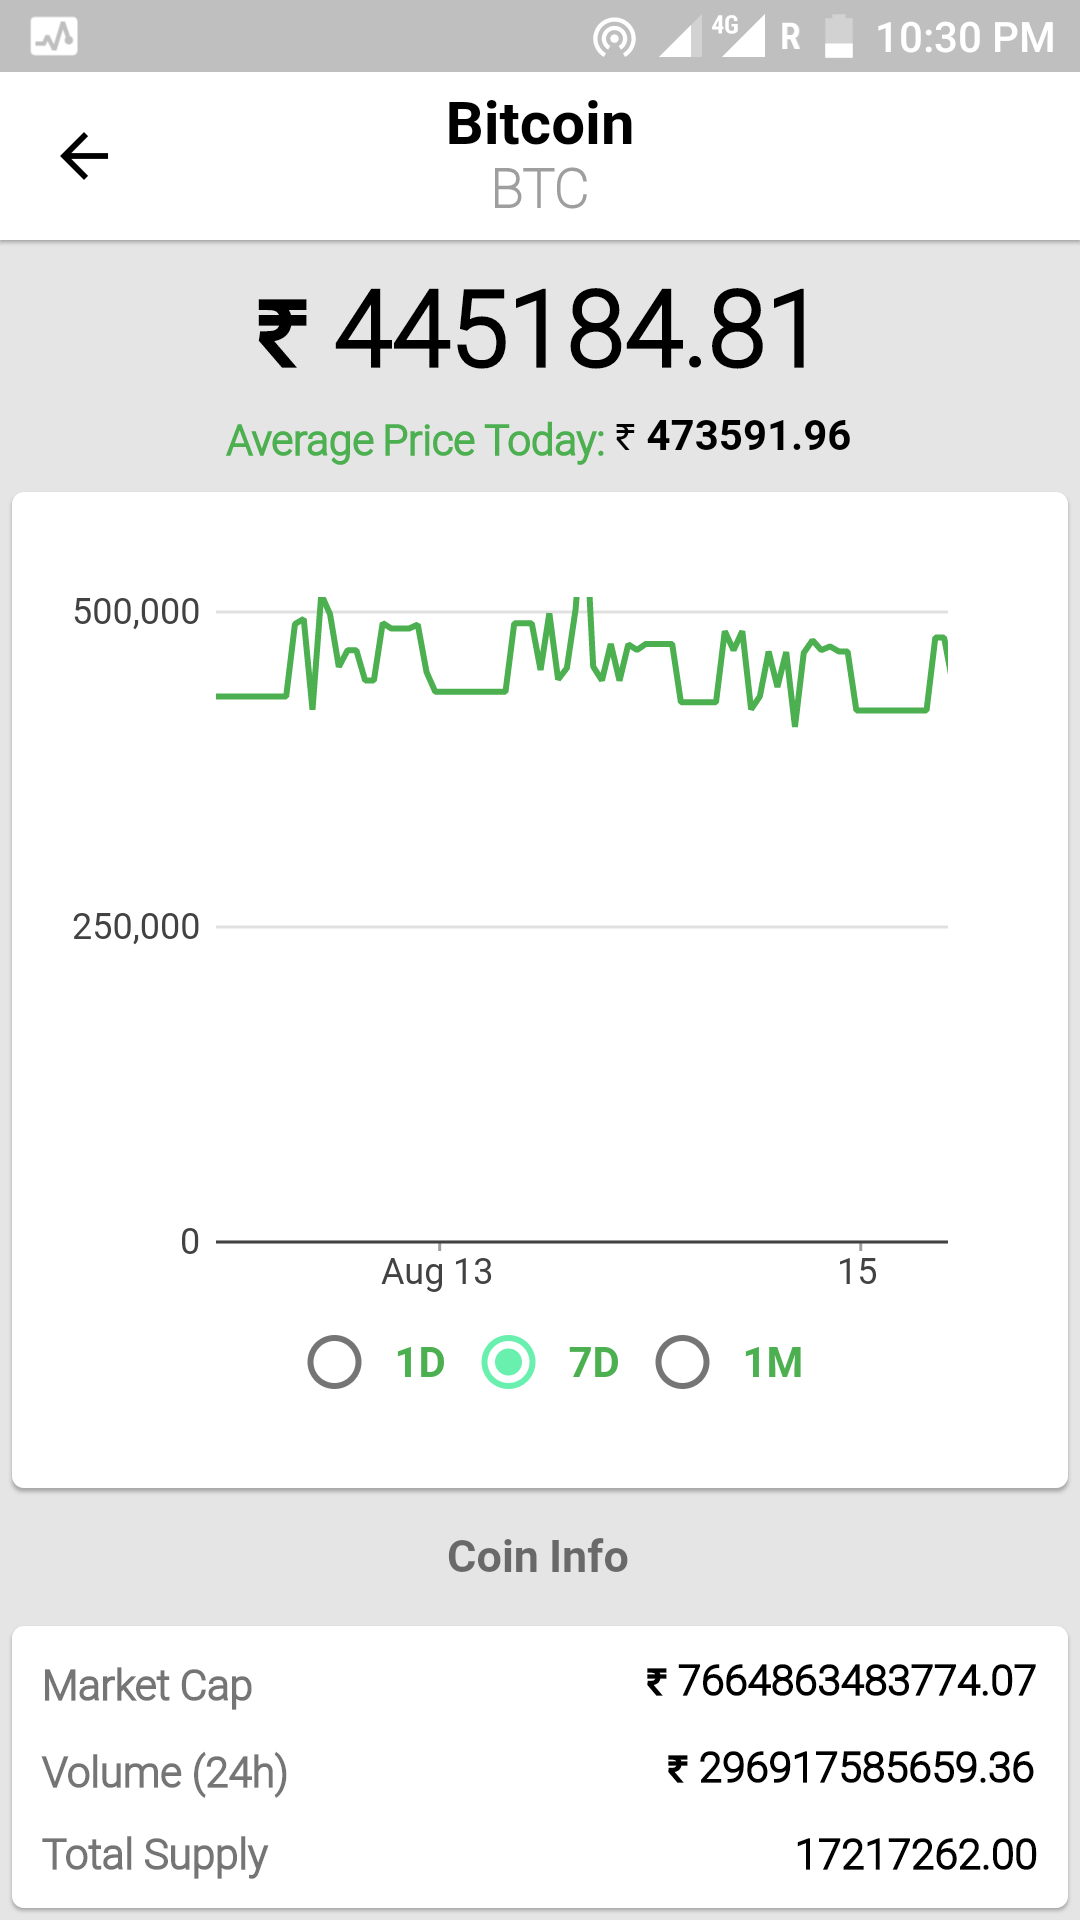 4G R 10:30 PM
Bitcoin
BTC
₹ 445184.81
Average Price Today: ₹ 473591.96
500,000
250,000
0
Aug 13 15
1D 7D 1M
Coin Info
Market Cap ₹ 7664863483774.07
Volume (24h) ₹ 296917585659.36
Total Supply 17217262.00